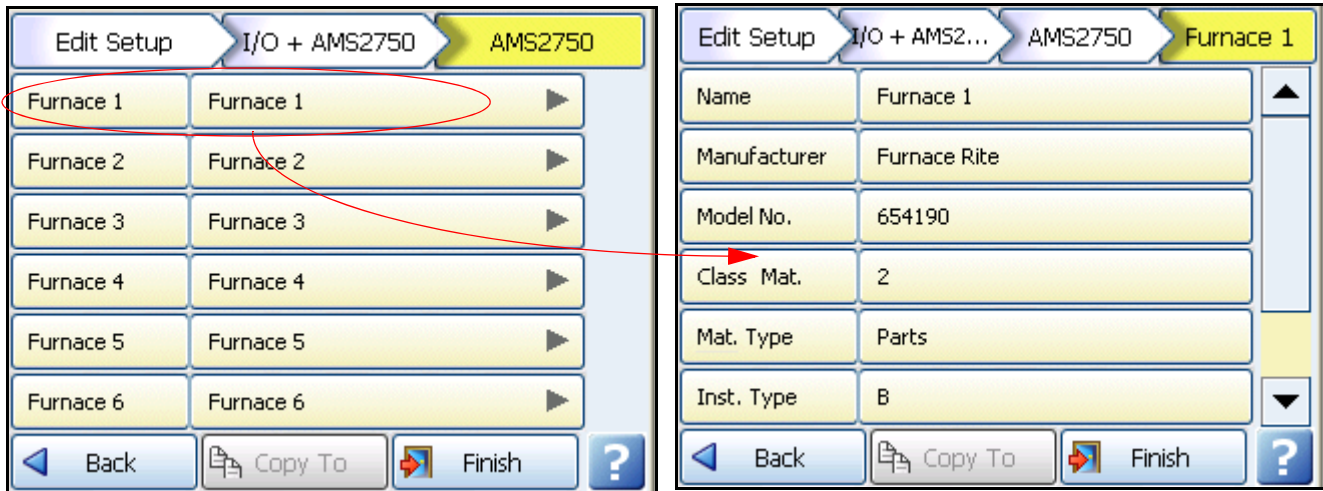 Edit Setup I/O + AMS2750 AMS2750
Furnace 1 Furnace 1
Furnace 2 Furnace 2
Furnace 3 Furnace 3
Furnace 4 Furnace 4
Furnace 5 Furnace 5
Furnace 6 Furnace 6
Back Copy To Finish ?
Edit Setup I/O + AMS2... AMS2750 Furnace 1
Name Furnace 1
Manufacturer Furnace Rite
Model No. 654190
Class Mat. 2
Mat. Type Parts
Inst. Type B
Back Copy To Finish ?